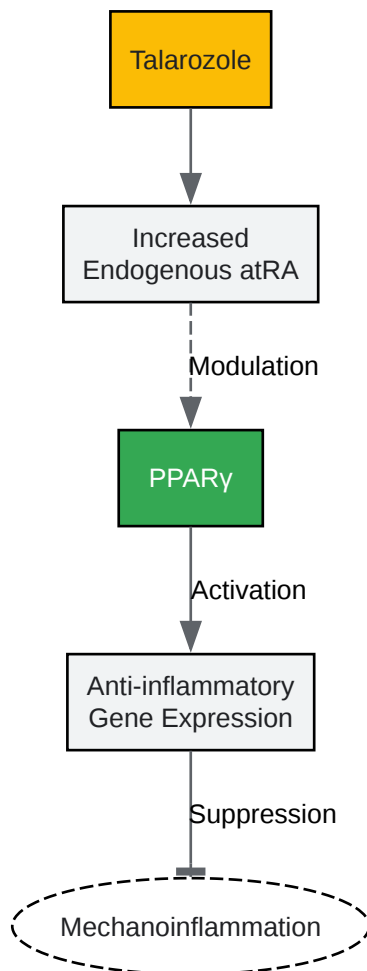 Talarozole
Increased
Endogenous atRA
Modulation
PPARγ
Activation
Anti-inflammatory
Gene Expression
Suppression
Mechanoinflammation